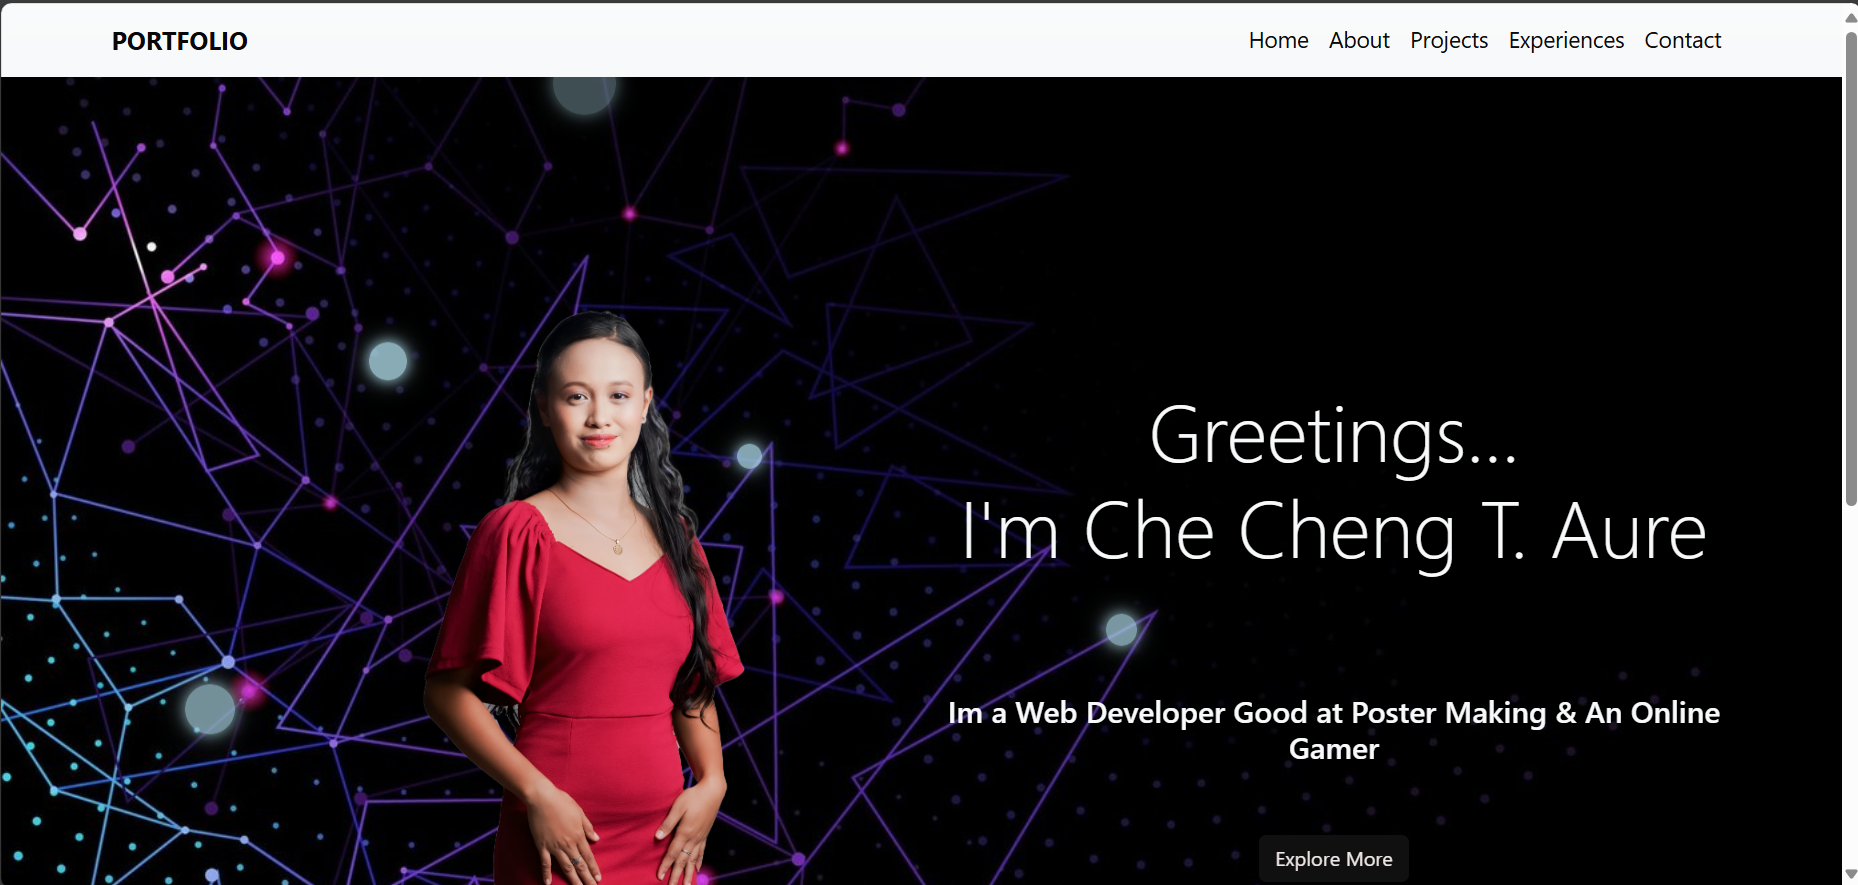 PORTFOLIO
Home About Projects Experiences Contact
Greetings...
I'm Che Cheng T. Aure
Im a Web Developer Good at Poster Making & An Online
Gamer
Explore More